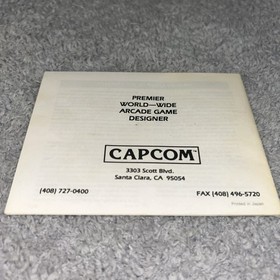 PREMIER
WORLD—WIDE
ARCADE GAME
DESIGNER
CAPCOM™
3303 Scott Blvd.
Santa Clara, CA 95054
(408) 727-0400
FAX (408) 496-5720
Printed in Japan